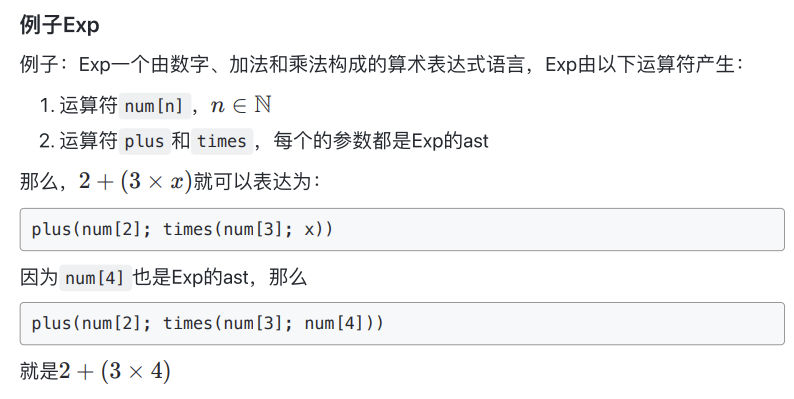 例子Exp
例子：Exp一个由数字、加法和乘法构成的算术表达式语言，Exp由以下运算符产生：
1. 运算符 num[n] ，n ∈ ℕ
2. 运算符 plus 和 times ，每个的参数都是Exp的ast
那么，2 + (3 × x)就可以表达为：
plus(num[2]; times(num[3]; x))
因为 num[4] 也是Exp的ast，那么
plus(num[2]; times(num[3]; num[4]))
就是2 + (3 × 4)